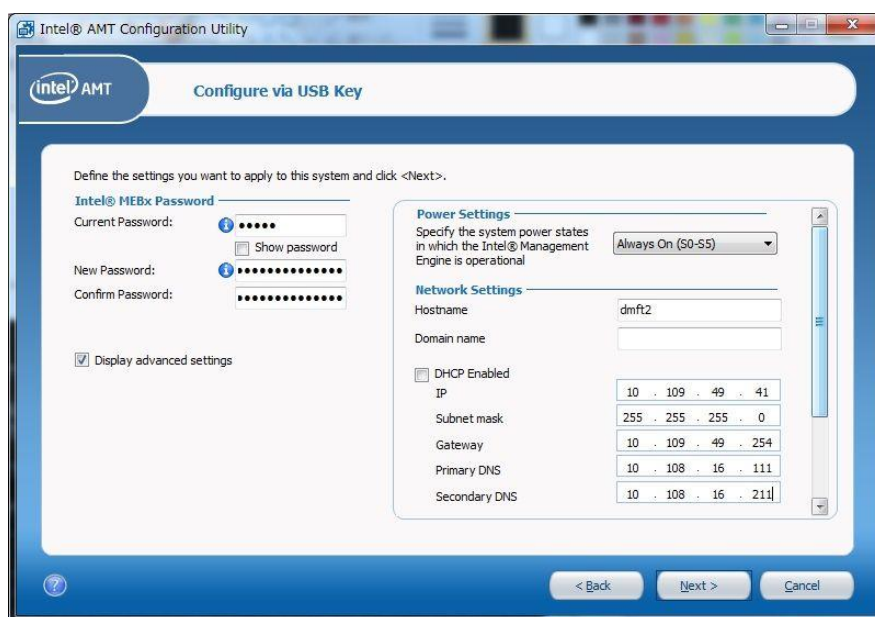 Intel® AMT Configuration Utility
intel AMT
Configure via USB Key
Define the settings you want to apply to this system and click <Next>.
Intel® MEBx Password
Current Password: •••••
Show password
New Password: ••••••••••••••
Confirm Password: ••••••••••••••
Display advanced settings
Power Settings
Specify the system power states
in which the Intel® Management
Engine is operational
Always On (S0-S5)
Network Settings
Hostname dmft2
Domain name
DHCP Enabled
IP 10 . 109 . 49 . 41
Subnet mask 255 . 255 . 255 . 0
Gateway 10 . 109 . 49 . 254
Primary DNS 10 . 108 . 16 . 111
Secondary DNS 10 . 108 . 16 . 211
< Back
Next >
Cancel